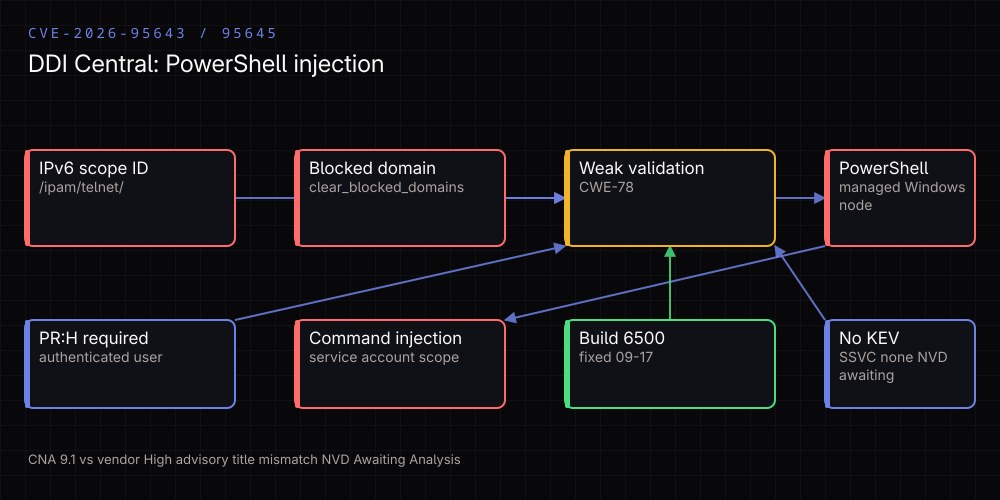 CVE-2026-95643 / 95645
DDI Central: PowerShell injection
IPv6 scope ID
/ipam/telnet/
Blocked domain
clear_blocked_domains
Weak validation
CWE-78
PowerShell
managed Windows
node
PR:H required
authenticated user
Command injection
service account scope
Build 6500
fixed 09-17
No KEV
SSVC none NVD
awaiting
CNA 9.1 vs vendor High advisory title mismatch NVD Awaiting Analysis